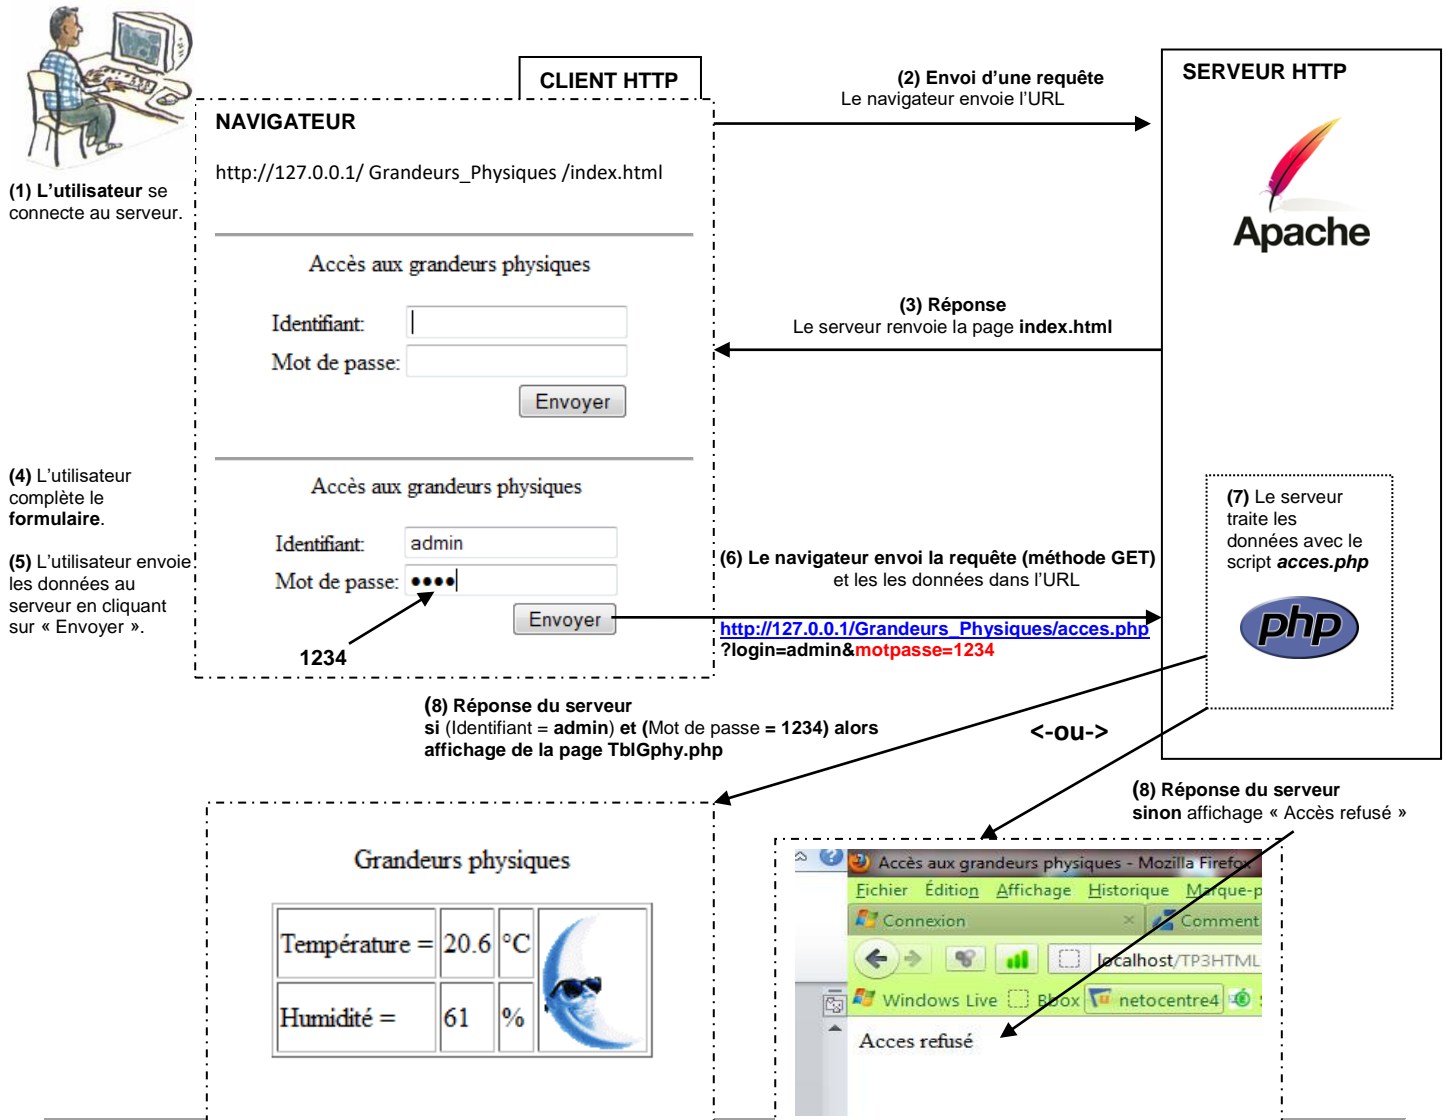 CLIENT HTTP
(2) Envoi d'une requête
Le navigateur envoie l'URL
SERVEUR HTTP
NAVIGATEUR
http://127.0.0.1/ Grandeurs_Physiques /index.html
(1) L'utilisateur se
connecte au serveur.
Apache
Accès aux grandeurs physiques
Identifiant:
Mot de passe:
Envoyer
(3) Réponse
Le serveur renvoie la page index.html
(4) L'utilisateur
complète le
formulaire.
(5) L'utilisateur envoie
les données au
serveur en cliquant
sur « Envoyer ».
Accès aux grandeurs physiques
Identifiant: admin
Mot de passe: ●●●●
Envoyer
1234
(6) Le navigateur envoi la requête (méthode GET)
et les les données dans l'URL
http://127.0.0.1/Grandeurs_Physiques/acces.php
?login=admin&motpasse=1234
(7) Le serveur
traite les
données avec le
script acces.php
php
(8) Réponse du serveur
si (Identifiant = admin) et (Mot de passe = 1234) alors
affichage de la page TblGphy.php
<-ou->
(8) Réponse du serveur
sinon affichage « Accès refusé »
Grandeurs physiques
Température = 20.6 °C
Humidité = 61 %
Accès aux grandeurs physiques - Mozilla Firefox
Fichier Édition Affichage Historique Marque-p
Connexion × Comment
localhost/TP3HTML
Windows Live Bbox netocentre4
Acces refusé